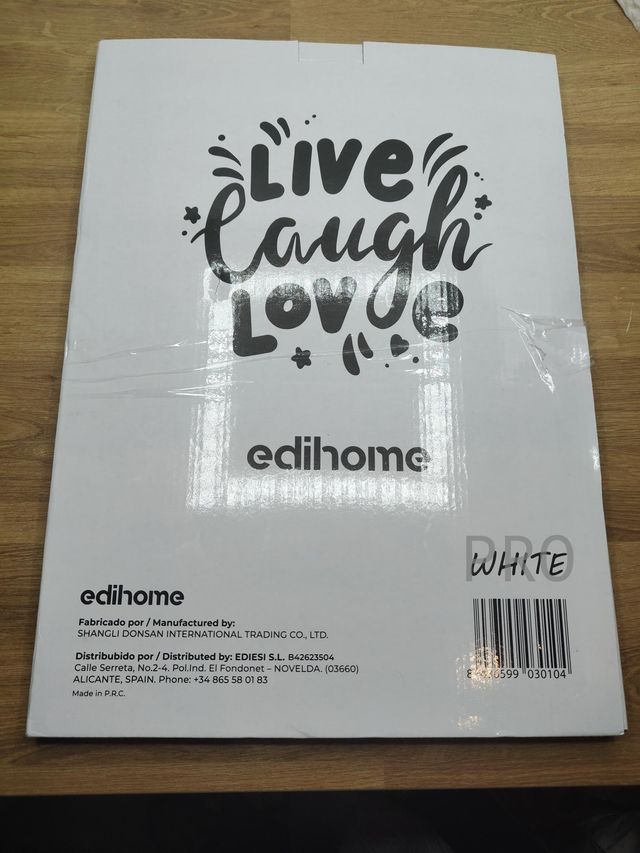 Live
Laugh
Love
edihome
PRO
WHITE
edihome
Fabricado por / Manufactured by:
SHANGLI DONSAN INTERNATIONAL TRADING CO., LTD.
Distribubido por / Distributed by: EDIESI S.L. B42623504
Calle Serreta, No.2-4. Pol.Ind. El Fondonet – NOVELDA. (03660)
ALICANTE, SPAIN. Phone: +34 865 58 01 83
Made in P.R.C.
030104